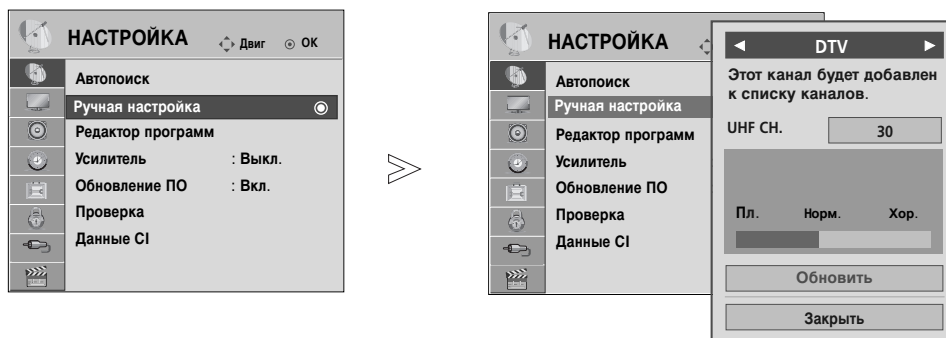 НАСТРОЙКА
Двиг
ОК
Автопоиск
Ручная настройка
Редактор программ
Усилитель : Выкл.
Обновление ПО : Вкл.
Проверка
Данные CI
НАСТРОЙКА
Автопоиск
Ручная настройка
Редактор программ
Усилитель
Обновление ПО
Проверка
Данные CI
DTV
Этот канал будет добавлен
к списку каналов.
UHF CH. 30
Пл. Норм. Хор.
Обновить
Закрыть